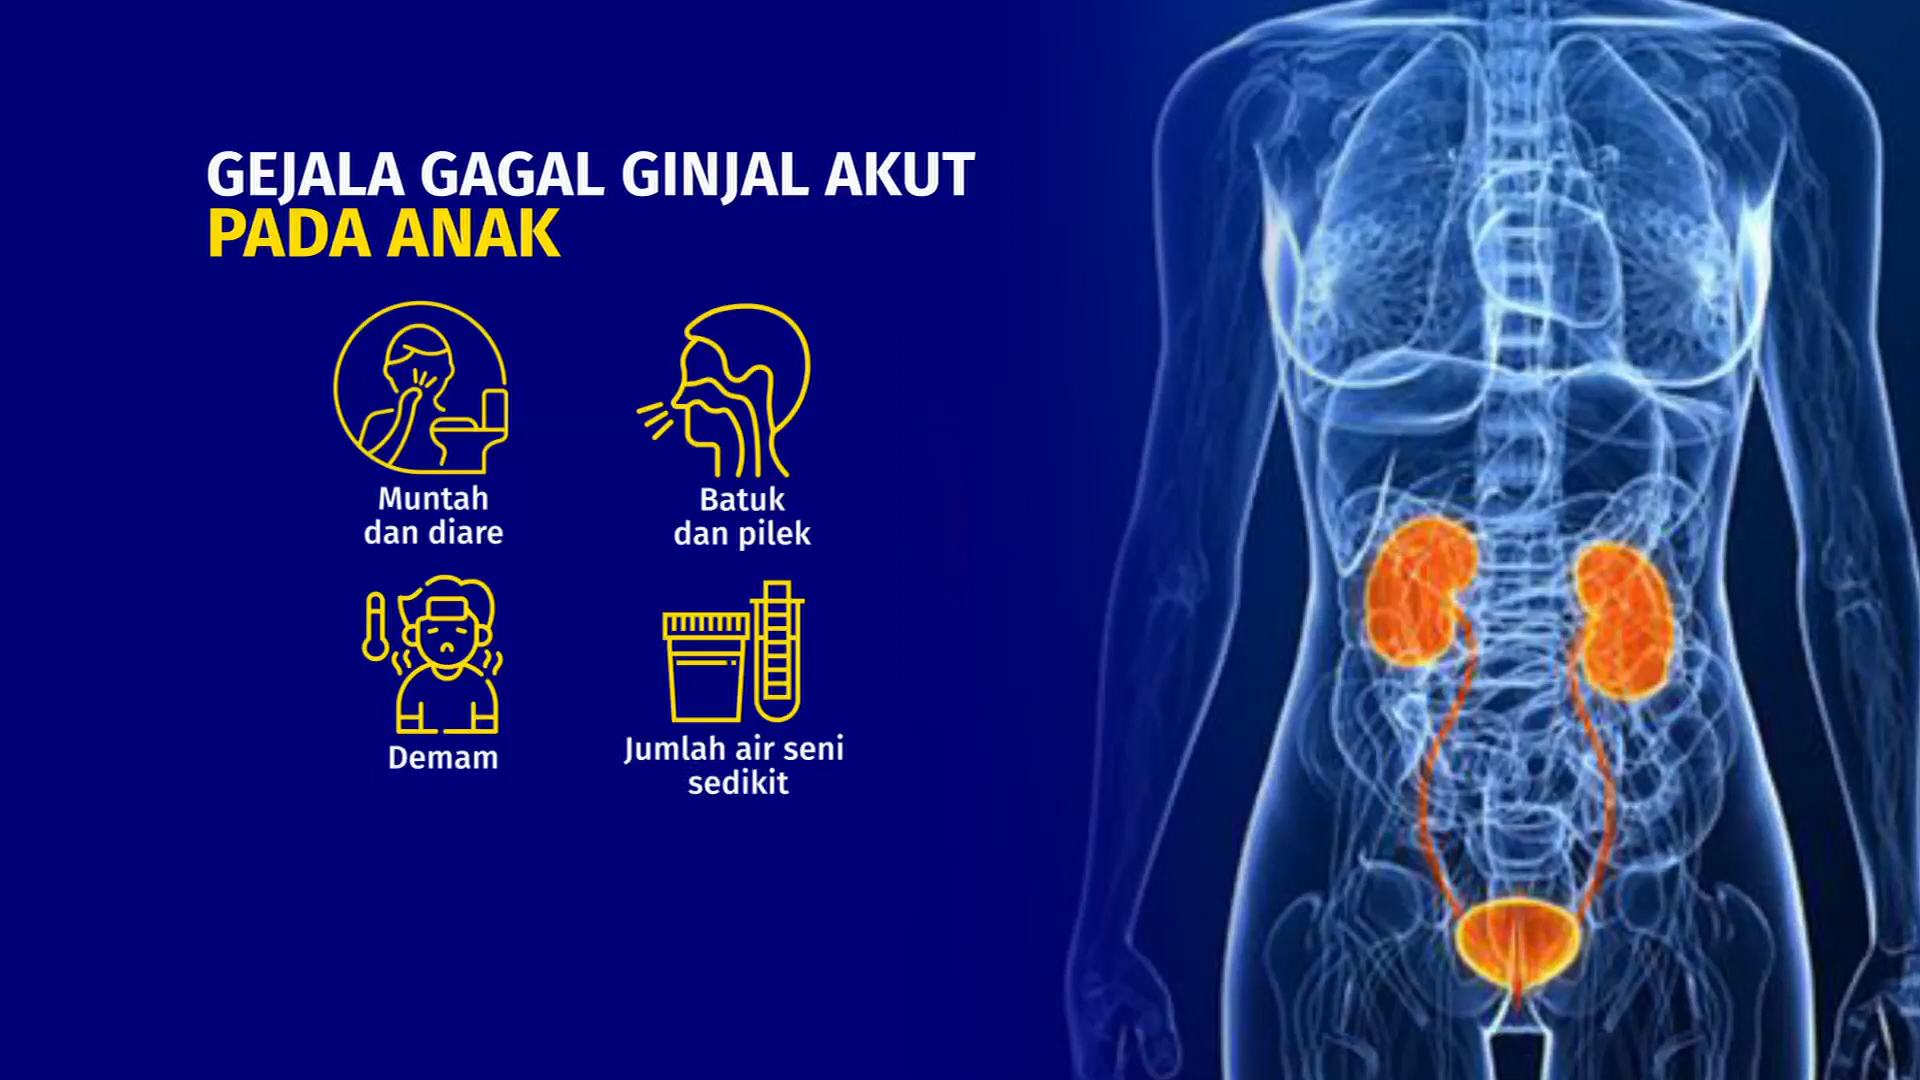 GEJALA GAGAL GINJAL AKUT
PADA ANAK
Muntah
dan diare
Batuk
dan pilek
Demam
Jumlah air seni
sedikit